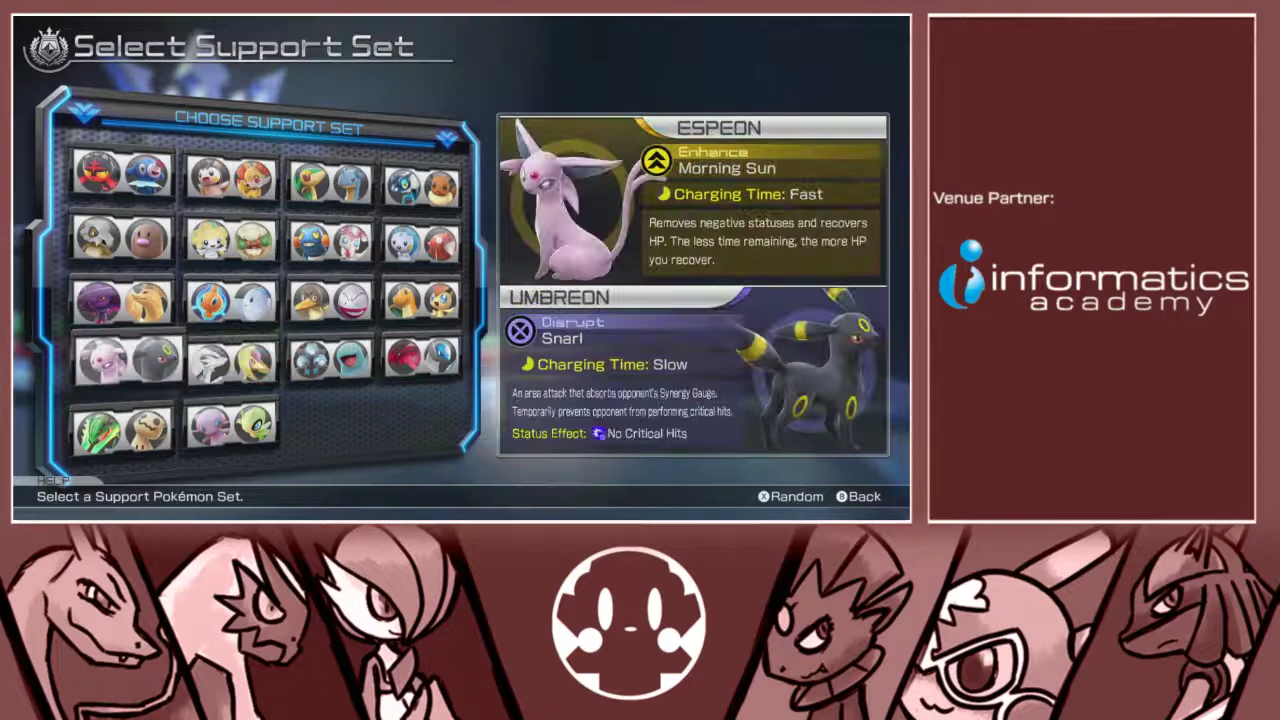 Select Support Set
CHOOSE SUPPORT SET
ESPEON
Enhance
Morning Sun
Charging Time: Fast
Removes negative statuses and recovers
HP. The less time remaining, the more HP
you recover.
UMBREON
Disrupt
Snarl
Charging Time: Slow
An area attack that absorbs opponent's Synergy Gauge.
Temporarily prevents opponent from performing critical hits.
Status Effect: No Critical Hits
HELP
Select a Support Pokémon Set.
X Random B Back
Venue Partner:
informatics
academy